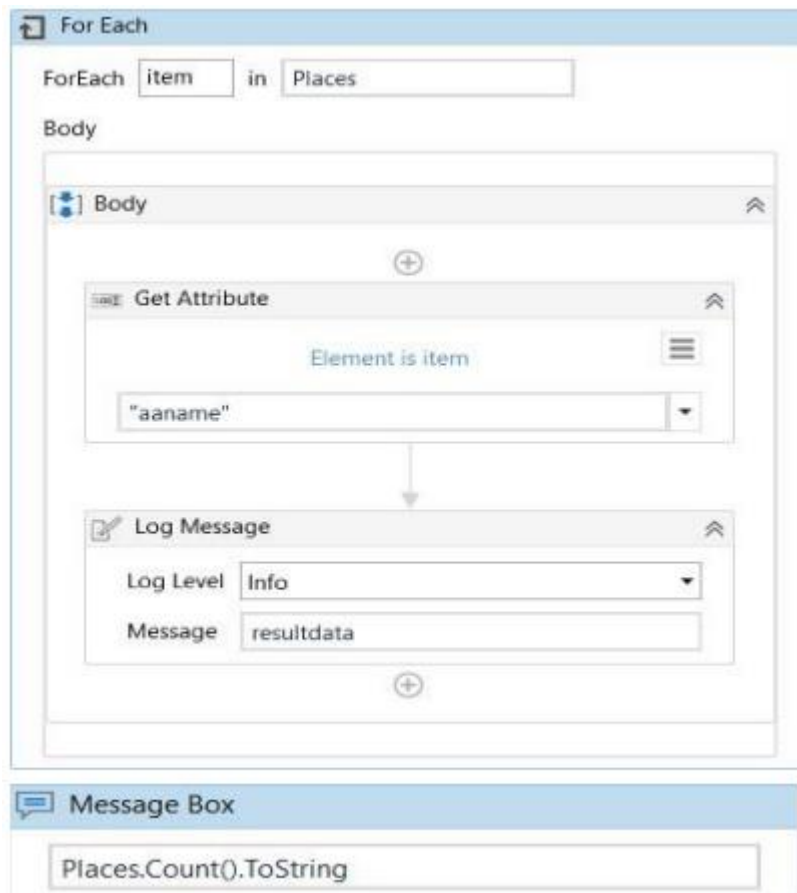 For Each
ForEach item in Places
Body
Body
Get Attribute
Element is item
"aaname"
Log Message
Log Level Info
Message resultdata
Message Box
Places.Count().ToString